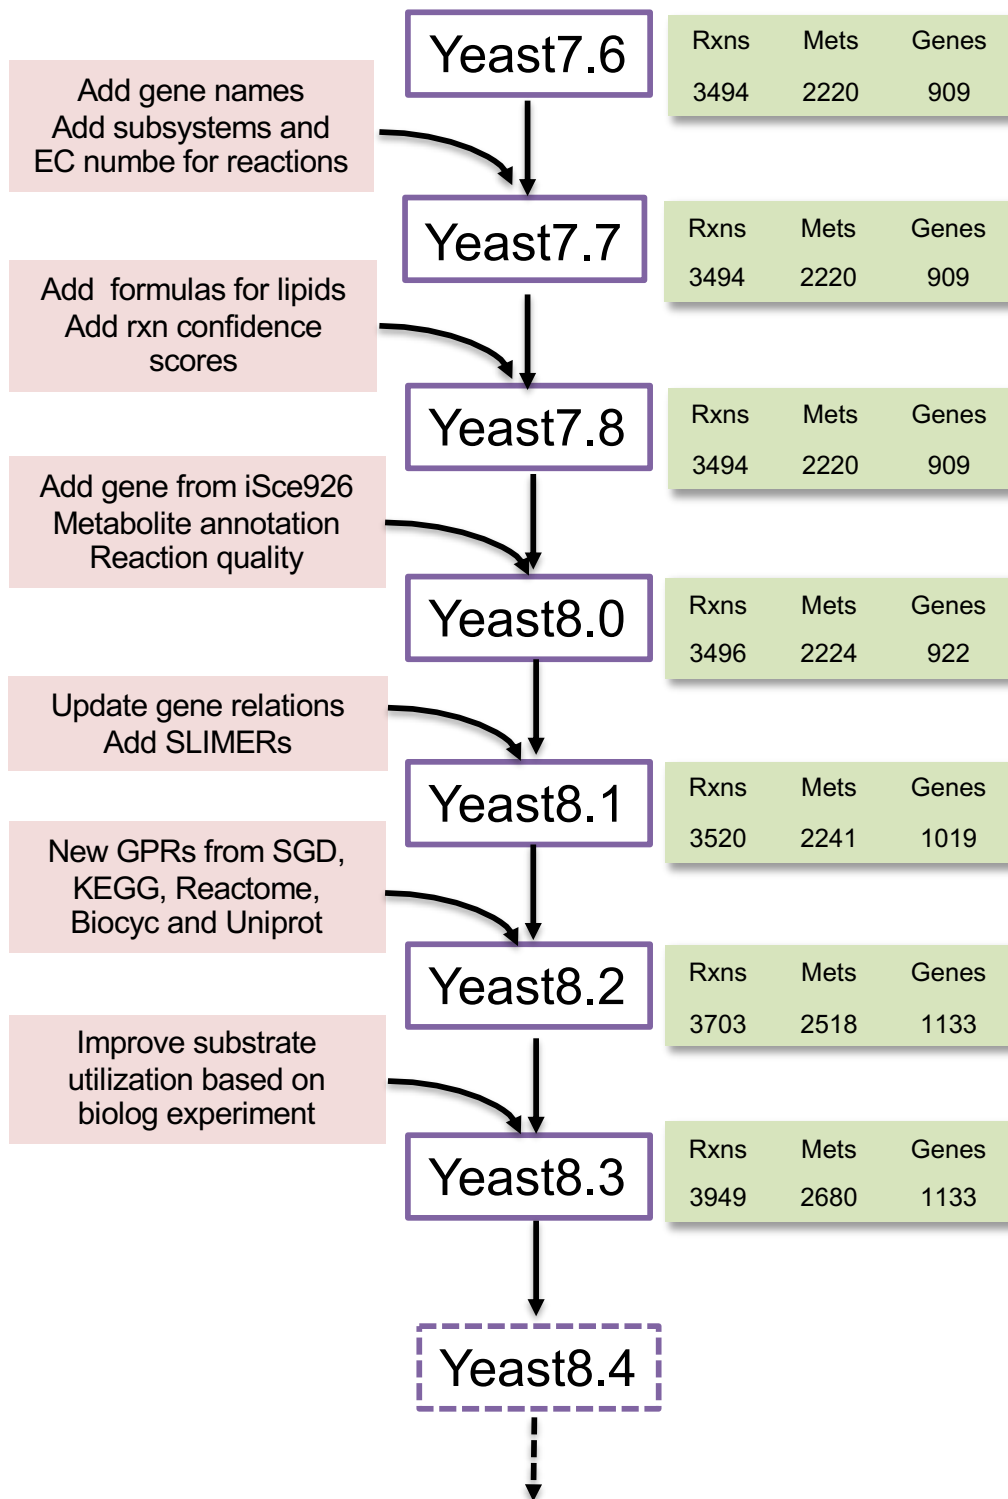 Yeast7.6
Rxns Mets Genes
3494 2220 909
Add gene names
Add subsystems and
EC numbe for reactions
Yeast7.7
Rxns Mets Genes
3494 2220 909
Add formulas for lipids
Add rxn confidence
scores
Yeast7.8
Rxns Mets Genes
3494 2220 909
Add gene from iSce926
Metabolite annotation
Reaction quality
Yeast8.0
Rxns Mets Genes
3496 2224 922
Update gene relations
Add SLIMERs
Yeast8.1
Rxns Mets Genes
3520 2241 1019
New GPRs from SGD,
KEGG, Reactome,
Biocyc and Uniprot
Yeast8.2
Rxns Mets Genes
3703 2518 1133
Improve substrate
utilization based on
biolog experiment
Yeast8.3
Rxns Mets Genes
3949 2680 1133
Yeast8.4